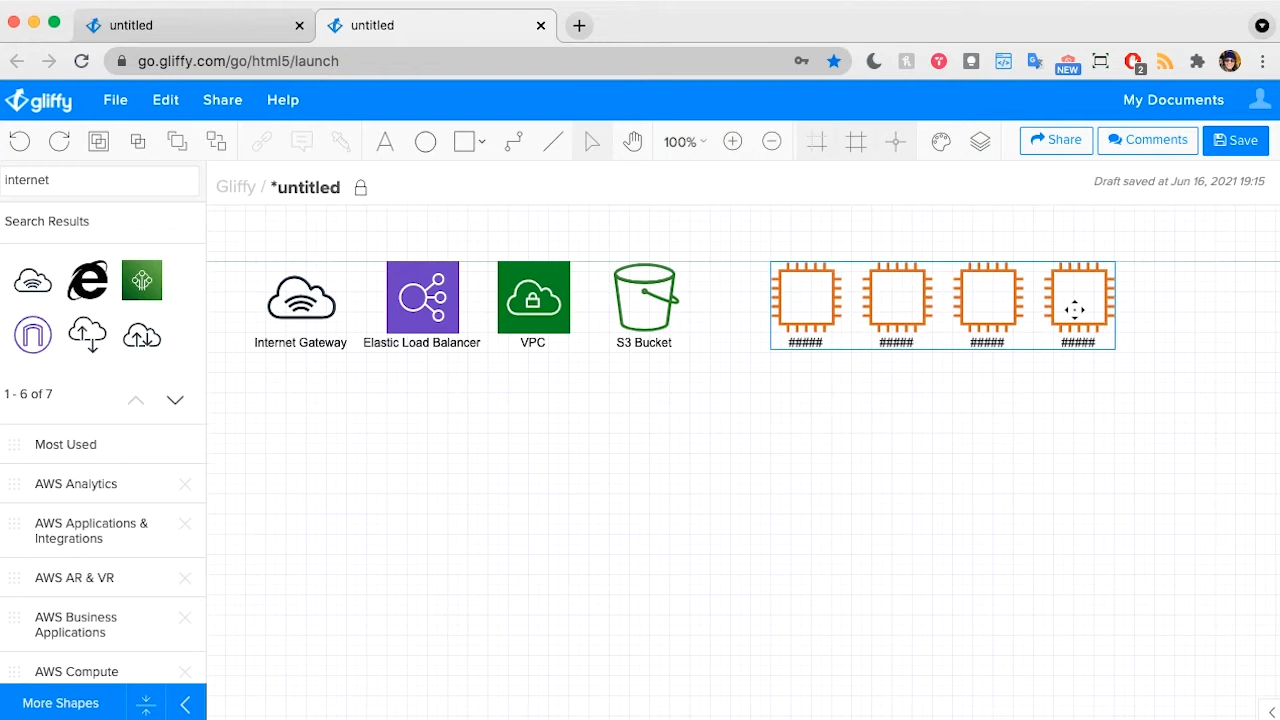 untitled
untitled
go.gliffy.com/go/html5/launch
NEW
2
gliffy
File
Edit
Share
Help
My Documents
100%
Share
Comments
Save
internet
Gliffy / *untitled
Draft saved at Jun 16, 2021 19:15
Search Results
Internet Gateway
Elastic Load Balancer
VPC
S3 Bucket
#####
#####
#####
#####
1 - 6 of 7
Most Used
AWS Analytics
AWS Applications &
Integrations
AWS AR & VR
AWS Business
Applications
AWS Compute
More Shapes